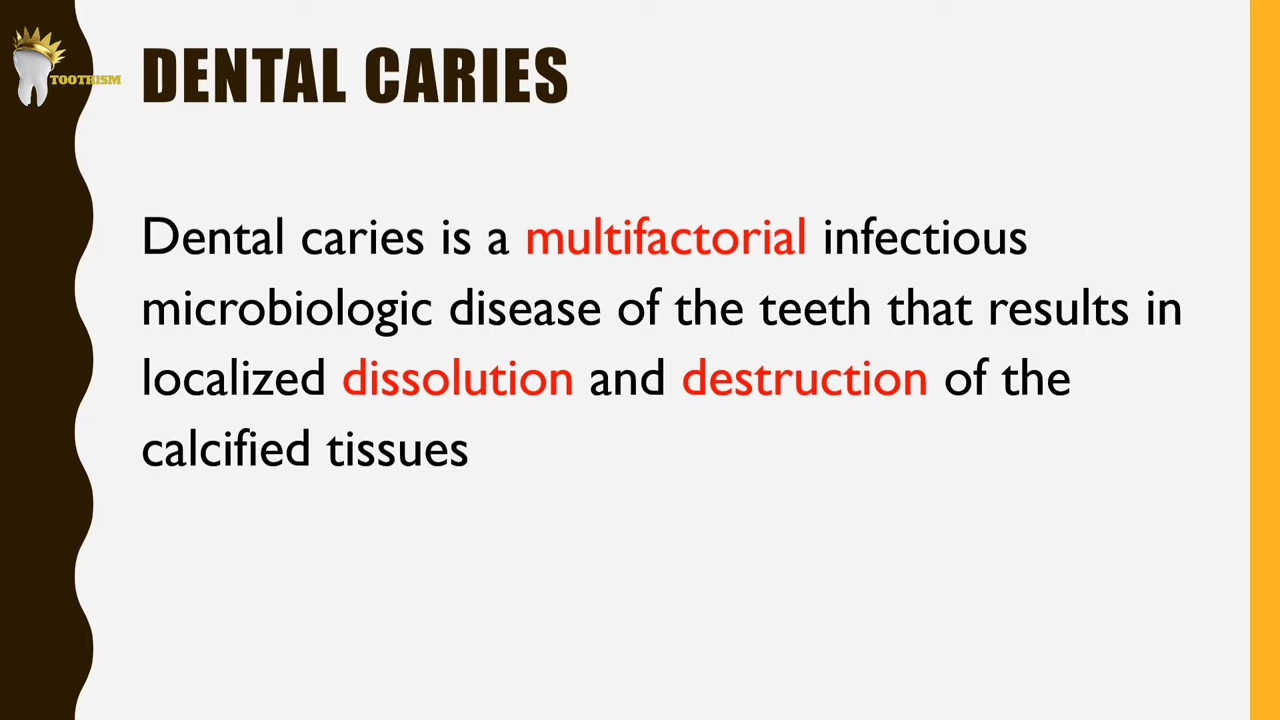 TOOTHISM
DENTAL CARIES
Dental caries is a multifactorial infectious
microbiologic disease of the teeth that results in
localized dissolution and destruction of the
calcified tissues